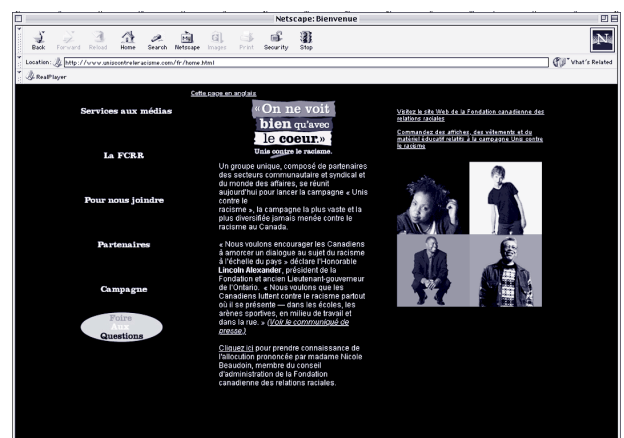 Netscape: Bienvenue
Back Forward Reload Home Search Netscape Images Print Security Stop
N
Location: http://www.uniscontreleracisme.com/fr/home.html What's Related
RealPlayer
Cette page en anglais
Services aux médias
La FCRR
Pour nous joindre
Partenaires
Campagne
Foire
Aux
Questions
«On ne voit
bien qu'avec
le coeur.»
Unis contre le racisme.
Un groupe unique, composé de partenaires
des secteurs communautaire et syndical et
du monde des affaires, se réunit
aujourd'hui pour lancer la campagne « Unis
contre le
racisme », la campagne la plus vaste et la
plus diversifiée jamais menée contre le
racisme au Canada.
« Nous voulons encourager les Canadiens
à amorcer un dialogue au sujet du racisme
à l'échelle du pays » déclare l'Honorable
Lincoln Alexander, président de la
Fondation et ancien Lieutenant-gouverneur
de l'Ontario. « Nous voulons que les
Canadiens luttent contre le racisme partout
où il se présente — dans les écoles, les
arènes sportives, en milieu de travail et
dans la rue. » (Voir le communiqué de
presse.)
Cliquez ici pour prendre connaissance de
l'allocution prononcée par madame Nicole
Beaudoin, membre du conseil
d'administration de la Fondation
canadienne des relations raciales.
Visitez le site Web de la Fondation canadienne des
relations raciales
Commandez des affiches, des vêtements et du
matériel éducatif relatifs à la campagne Unis contre
le racisme